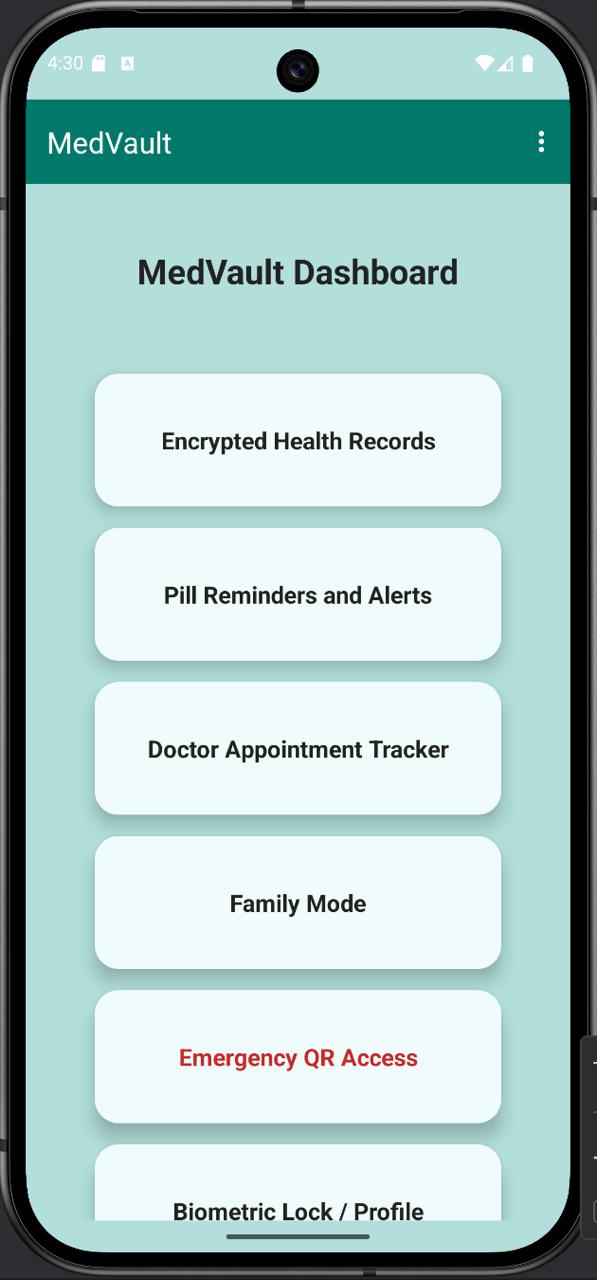 4:30
MedVault
MedVault Dashboard
Encrypted Health Records
Pill Reminders and Alerts
Doctor Appointment Tracker
Family Mode
Emergency QR Access
Biometric Lock / Profile